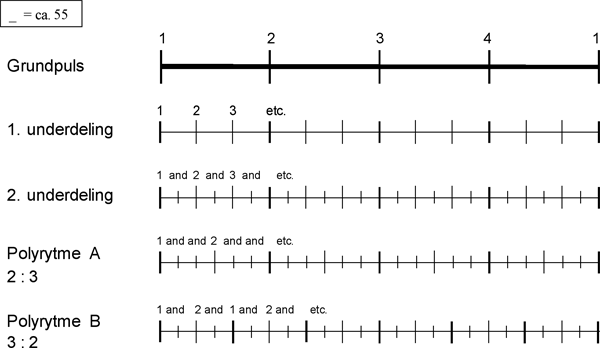 _ = ca. 55
1 2 3 4 1
Grundpuls
1 2 3 etc.
1. underdeling
1 and 2 and 3 and etc.
2. underdeling
1 and and 2 and and etc.
Polyrytme A
2 : 3
1 and 2 and 1 and 2 and etc.
Polyrytme B
3 : 2